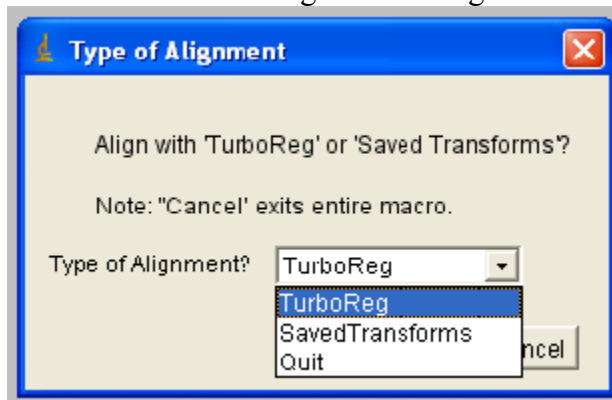 Type of Alignment
Align with 'TurboReg' or 'Saved Transforms'?
Note: "Cancel' exits entire macro.
Type of Alignment? TurboReg
TurboReg
SavedTransforms
Quit
ncel